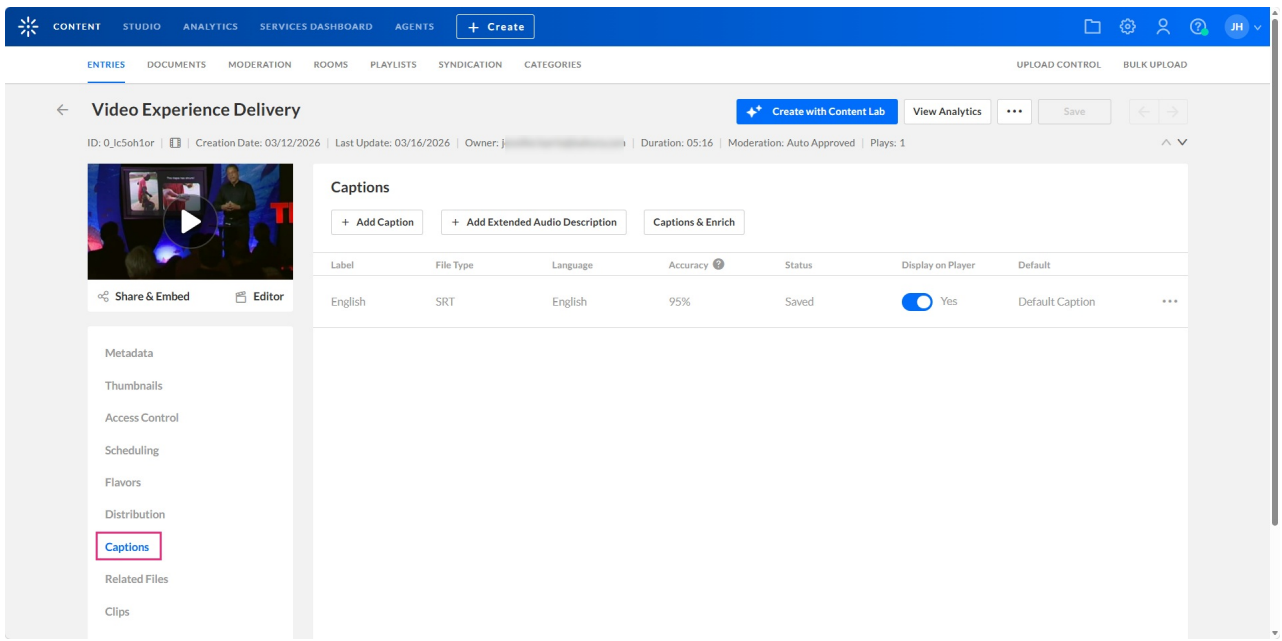 CONTENT STUDIO ANALYTICS SERVICES DASHBOARD AGENTS + Create JH
ENTRIES DOCUMENTS MODERATION ROOMS PLAYLISTS SYNDICATION CATEGORIES UPLOAD CONTROL BULK UPLOAD
Video Experience Delivery Create with Content Lab View Analytics ••• Save
ID: 0_lc5oh1or | Creation Date: 03/12/2026 | Last Update: 03/16/2026 | Owner: | Duration: 05:16 | Moderation: Auto Approved | Plays: 1
Share & Embed Editor
Metadata
Thumbnails
Access Control
Scheduling
Flavors
Distribution
Captions
Related Files
Clips
Captions
+ Add Caption + Add Extended Audio Description Captions & Enrich
Label File Type Language Accuracy ? Status Display on Player Default
English SRT English 95% Saved Yes Default Caption •••